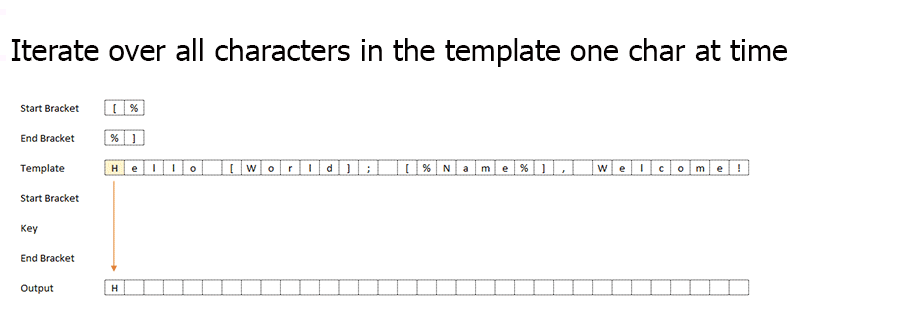 Iterate over all characters in the template one char at time
Start Bracket [ %
End Bracket % ]
Template H e l l o [ W o r l d ] ; [ % N a m e % ] , W e l c o m e !
Start Bracket
Key
End Bracket
Output H